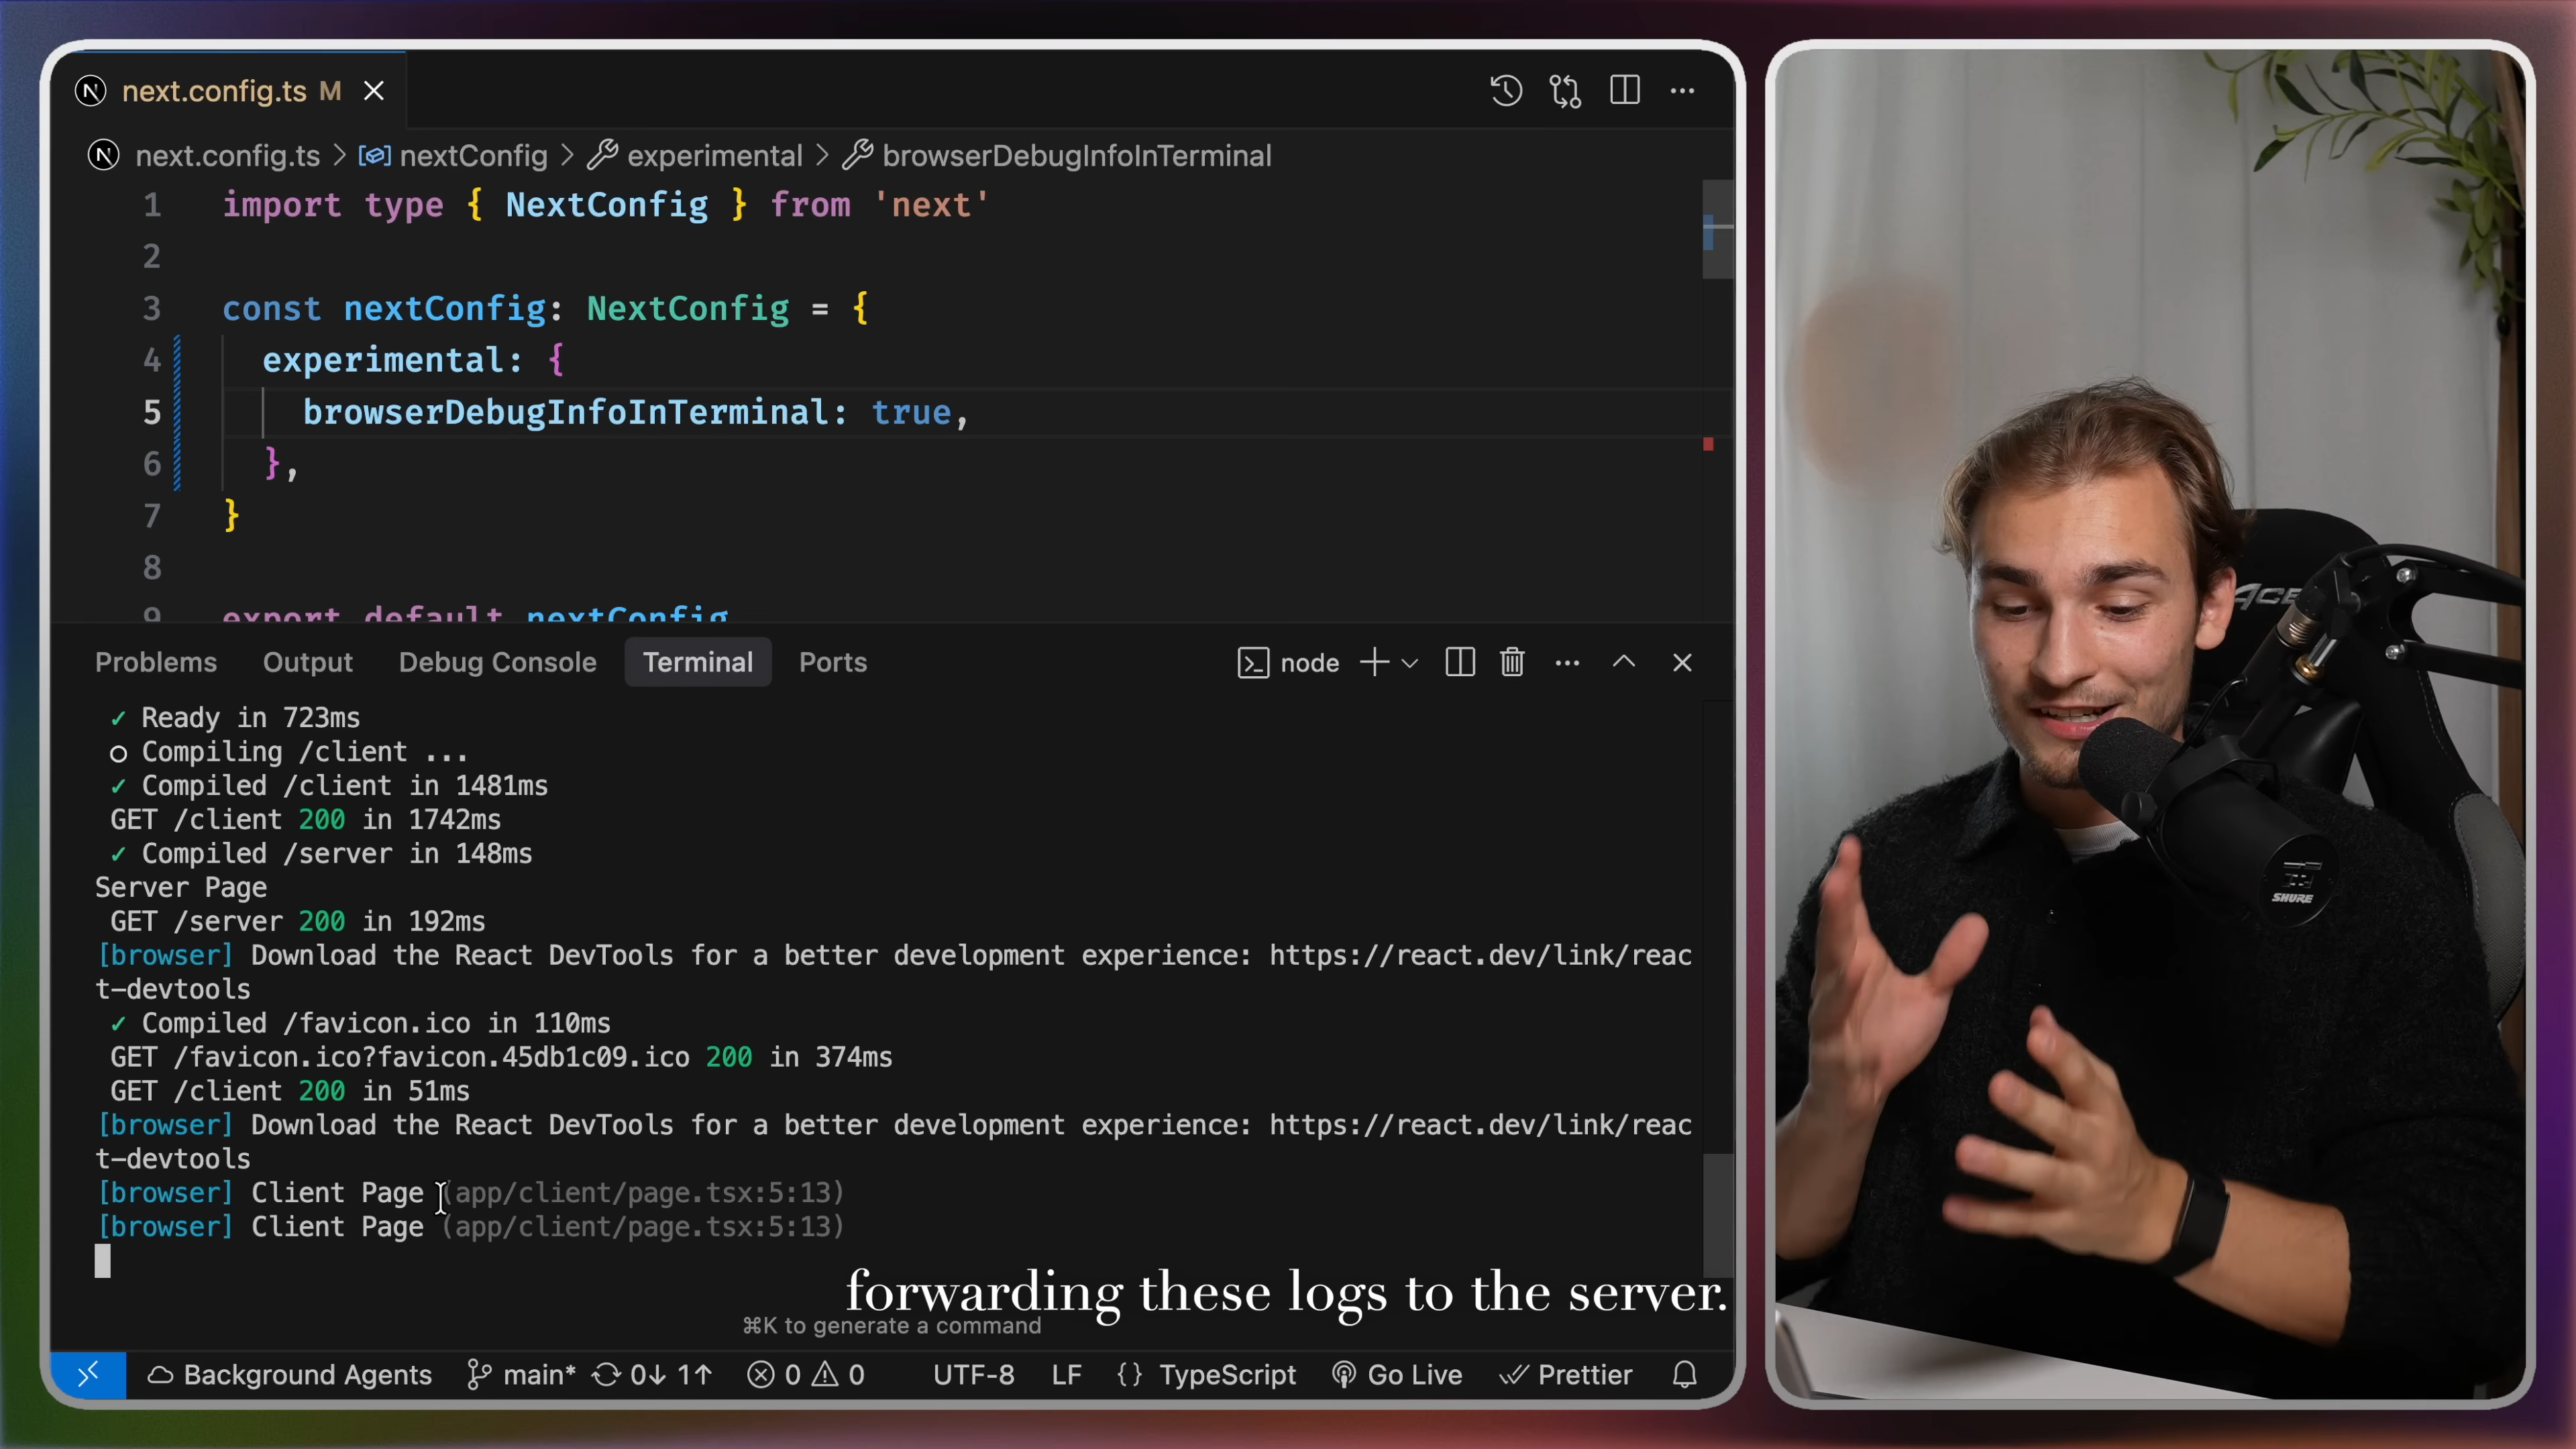 next.config.ts M
next.config.ts > nextConfig > experimental > browserDebugInfoInTerminal
1 import type { NextConfig } from 'next'
2
3 const nextConfig: NextConfig = {
4 experimental: {
5 browserDebugInfoInTerminal: true,
6 },
7 }
8
9 export default nextConfig
Problems Output Debug Console Terminal Ports node
✓ Ready in 723ms
○ Compiling /client ...
✓ Compiled /client in 1481ms
GET /client 200 in 1742ms
✓ Compiled /server in 148ms
Server Page
GET /server 200 in 192ms
[browser] Download the React DevTools for a better development experience: https://react.dev/link/reac
t-devtools
✓ Compiled /favicon.ico in 110ms
GET /favicon.ico?favicon.45db1c09.ico 200 in 374ms
GET /client 200 in 51ms
[browser] Download the React DevTools for a better development experience: https://react.dev/link/reac
t-devtools
[browser] Client Page (app/client/page.tsx:5:13)
[browser] Client Page (app/client/page.tsx:5:13)
forwarding these logs to the server.
⌘K to generate a command
Background Agents main* 0↓ 1↑ 0 0 UTF-8 LF {} TypeScript Go Live Prettier
SHURE